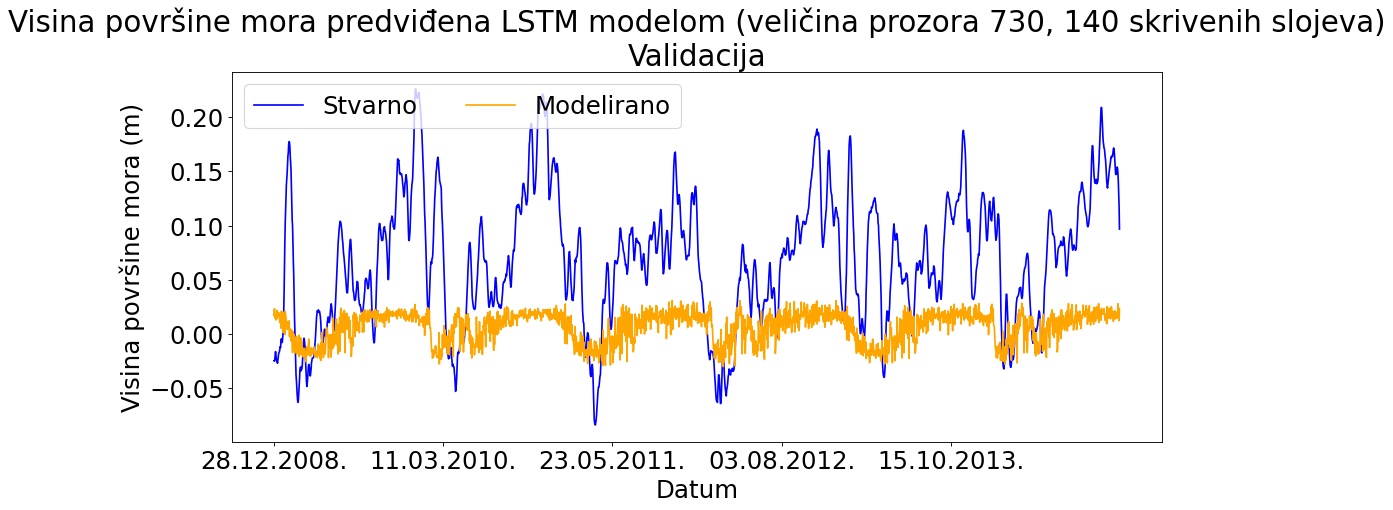 Visina površine mora predviđena LSTM modelom (veličina prozora 730, 140 skrivenih slojeva)
Validacija
Stvarno Modelirano
Visina površine mora (m)
0.20
0.15
0.10
0.05
0.00
−0.05
28.12.2008. 11.03.2010. 23.05.2011. 03.08.2012. 15.10.2013.
Datum